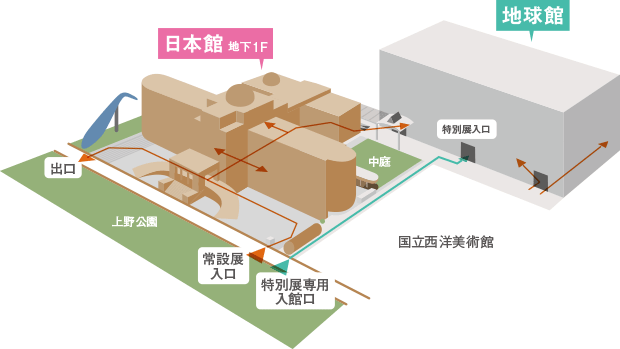 地球館
日本館 地下1F
特別展入口
中庭
出口
上野公園
国立西洋美術館
常設展
入口
特別展専用
入館口